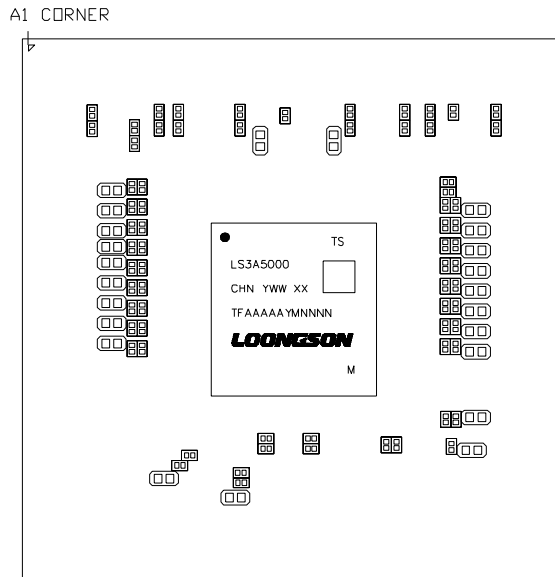 A1 CORNER
TS
LS3A5000
CHN YWW XX
TFAAAAAYMNNNN
LOONGSON
M